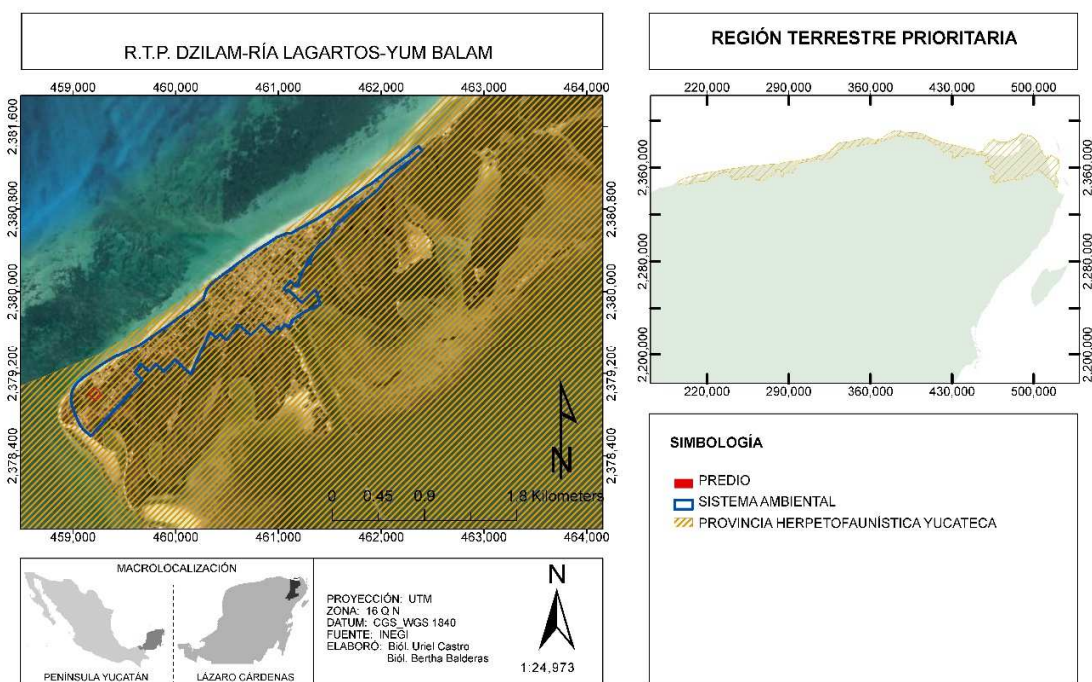 R.T.P. DZILAM-RÍA LAGARTOS-YUM BALAM
459,000 460,000 461,000 462,000 463,000 464,000
2,381,600
2,380,800
2,380,000
2,379,200
2,378,400
2,381,600
2,380,800
2,380,000
2,379,200
2,378,400
N
0 0.45 0.9 1.8 Kilometers
459,000 460,000 461,000 462,000 463,000 464,000
REGIÓN TERRESTRE PRIORITARIA
220,000 290,000 360,000 430,000 500,000
2,360,000
2,280,000
2,200,000
2,360,000
2,280,000
2,200,000
220,000 290,000 360,000 430,000 500,000
SIMBOLOGÍA
PREDIO
SISTEMA AMBIENTAL
PROVINCIA HERPETOFAUNÍSTICA YUCATECA
MACROLOCALIZACIÓN
PENÍNSULA YUCATÁN
LÁZARO CÁRDENAS
PROYECCIÓN: UTM
ZONA: 16 Q N
DATUM: CGS_WGS 1840
FUENTE: INEGI
ELABORÓ: Biól. Uriel Castro
Biól. Bertha Balderas
N
1:24,973